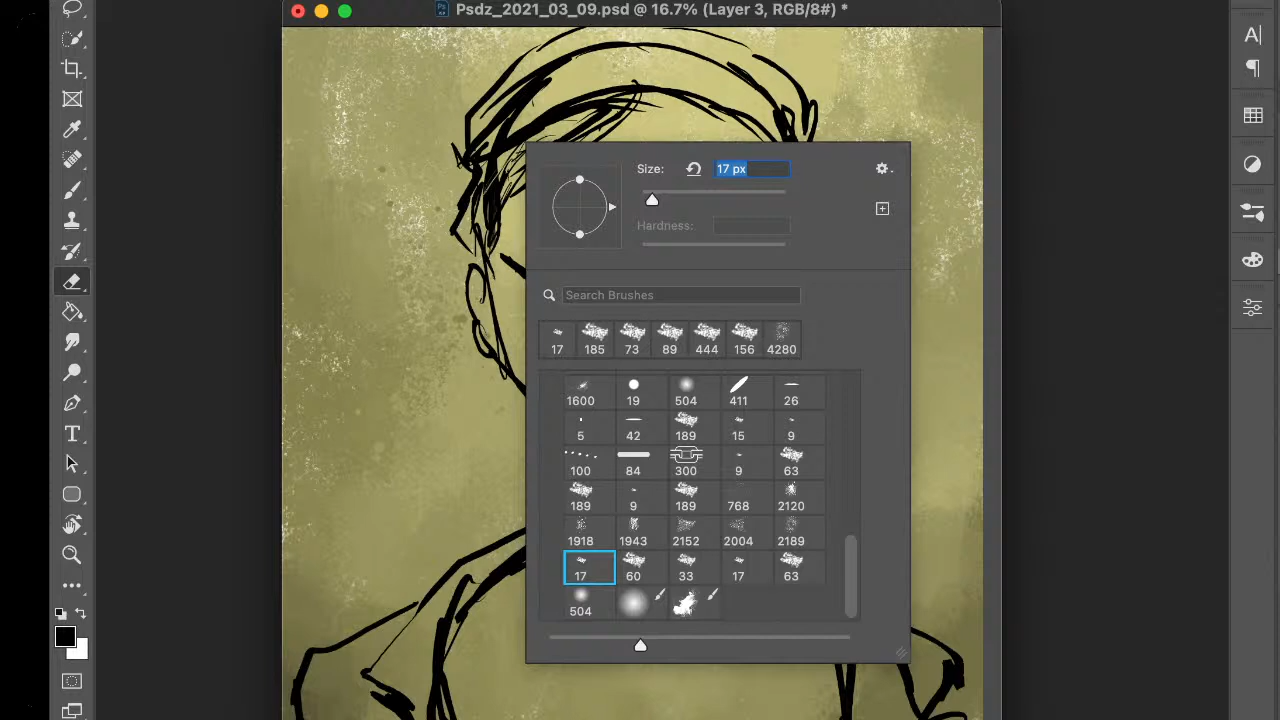 Psdz_2021_03_09.psd @ 16.7% (Layer 3, RGB/8#) *
Size: 17 px
Hardness:
Search Brushes
17 185 73 89 444 156 4280
1600 19 504 411 26
5 42 189 15 9
100 84 300 9 63
189 9 189 768 2120
1918 1943 2152 2004 2189
17 60 33 17 63
504